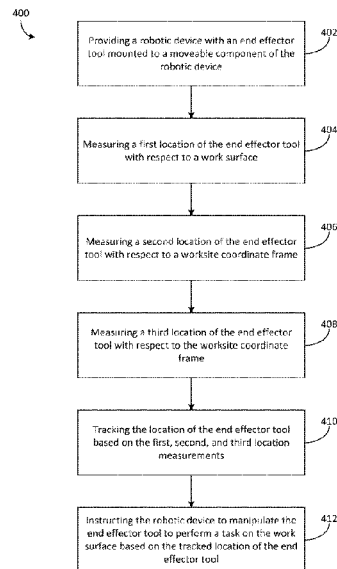 400
Providing a robotic device with an end effector
tool mounted to a moveable component of the
robotic device
402
Measuring a first location of the end effector tool
with respect to a work surface
404
Measuring a second location of the end effector
tool with respect to a worksite coordinate frame
406
Measuring a third location of the end effector
tool with respect to the worksite coordinate
frame
408
Tracking the location of the end effector tool
based on the first, second, and third location
measurements
410
Instructing the robotic device to manipulate the
end effector tool to perform a task on the work
surface based on the tracked location of the end
effector tool
412